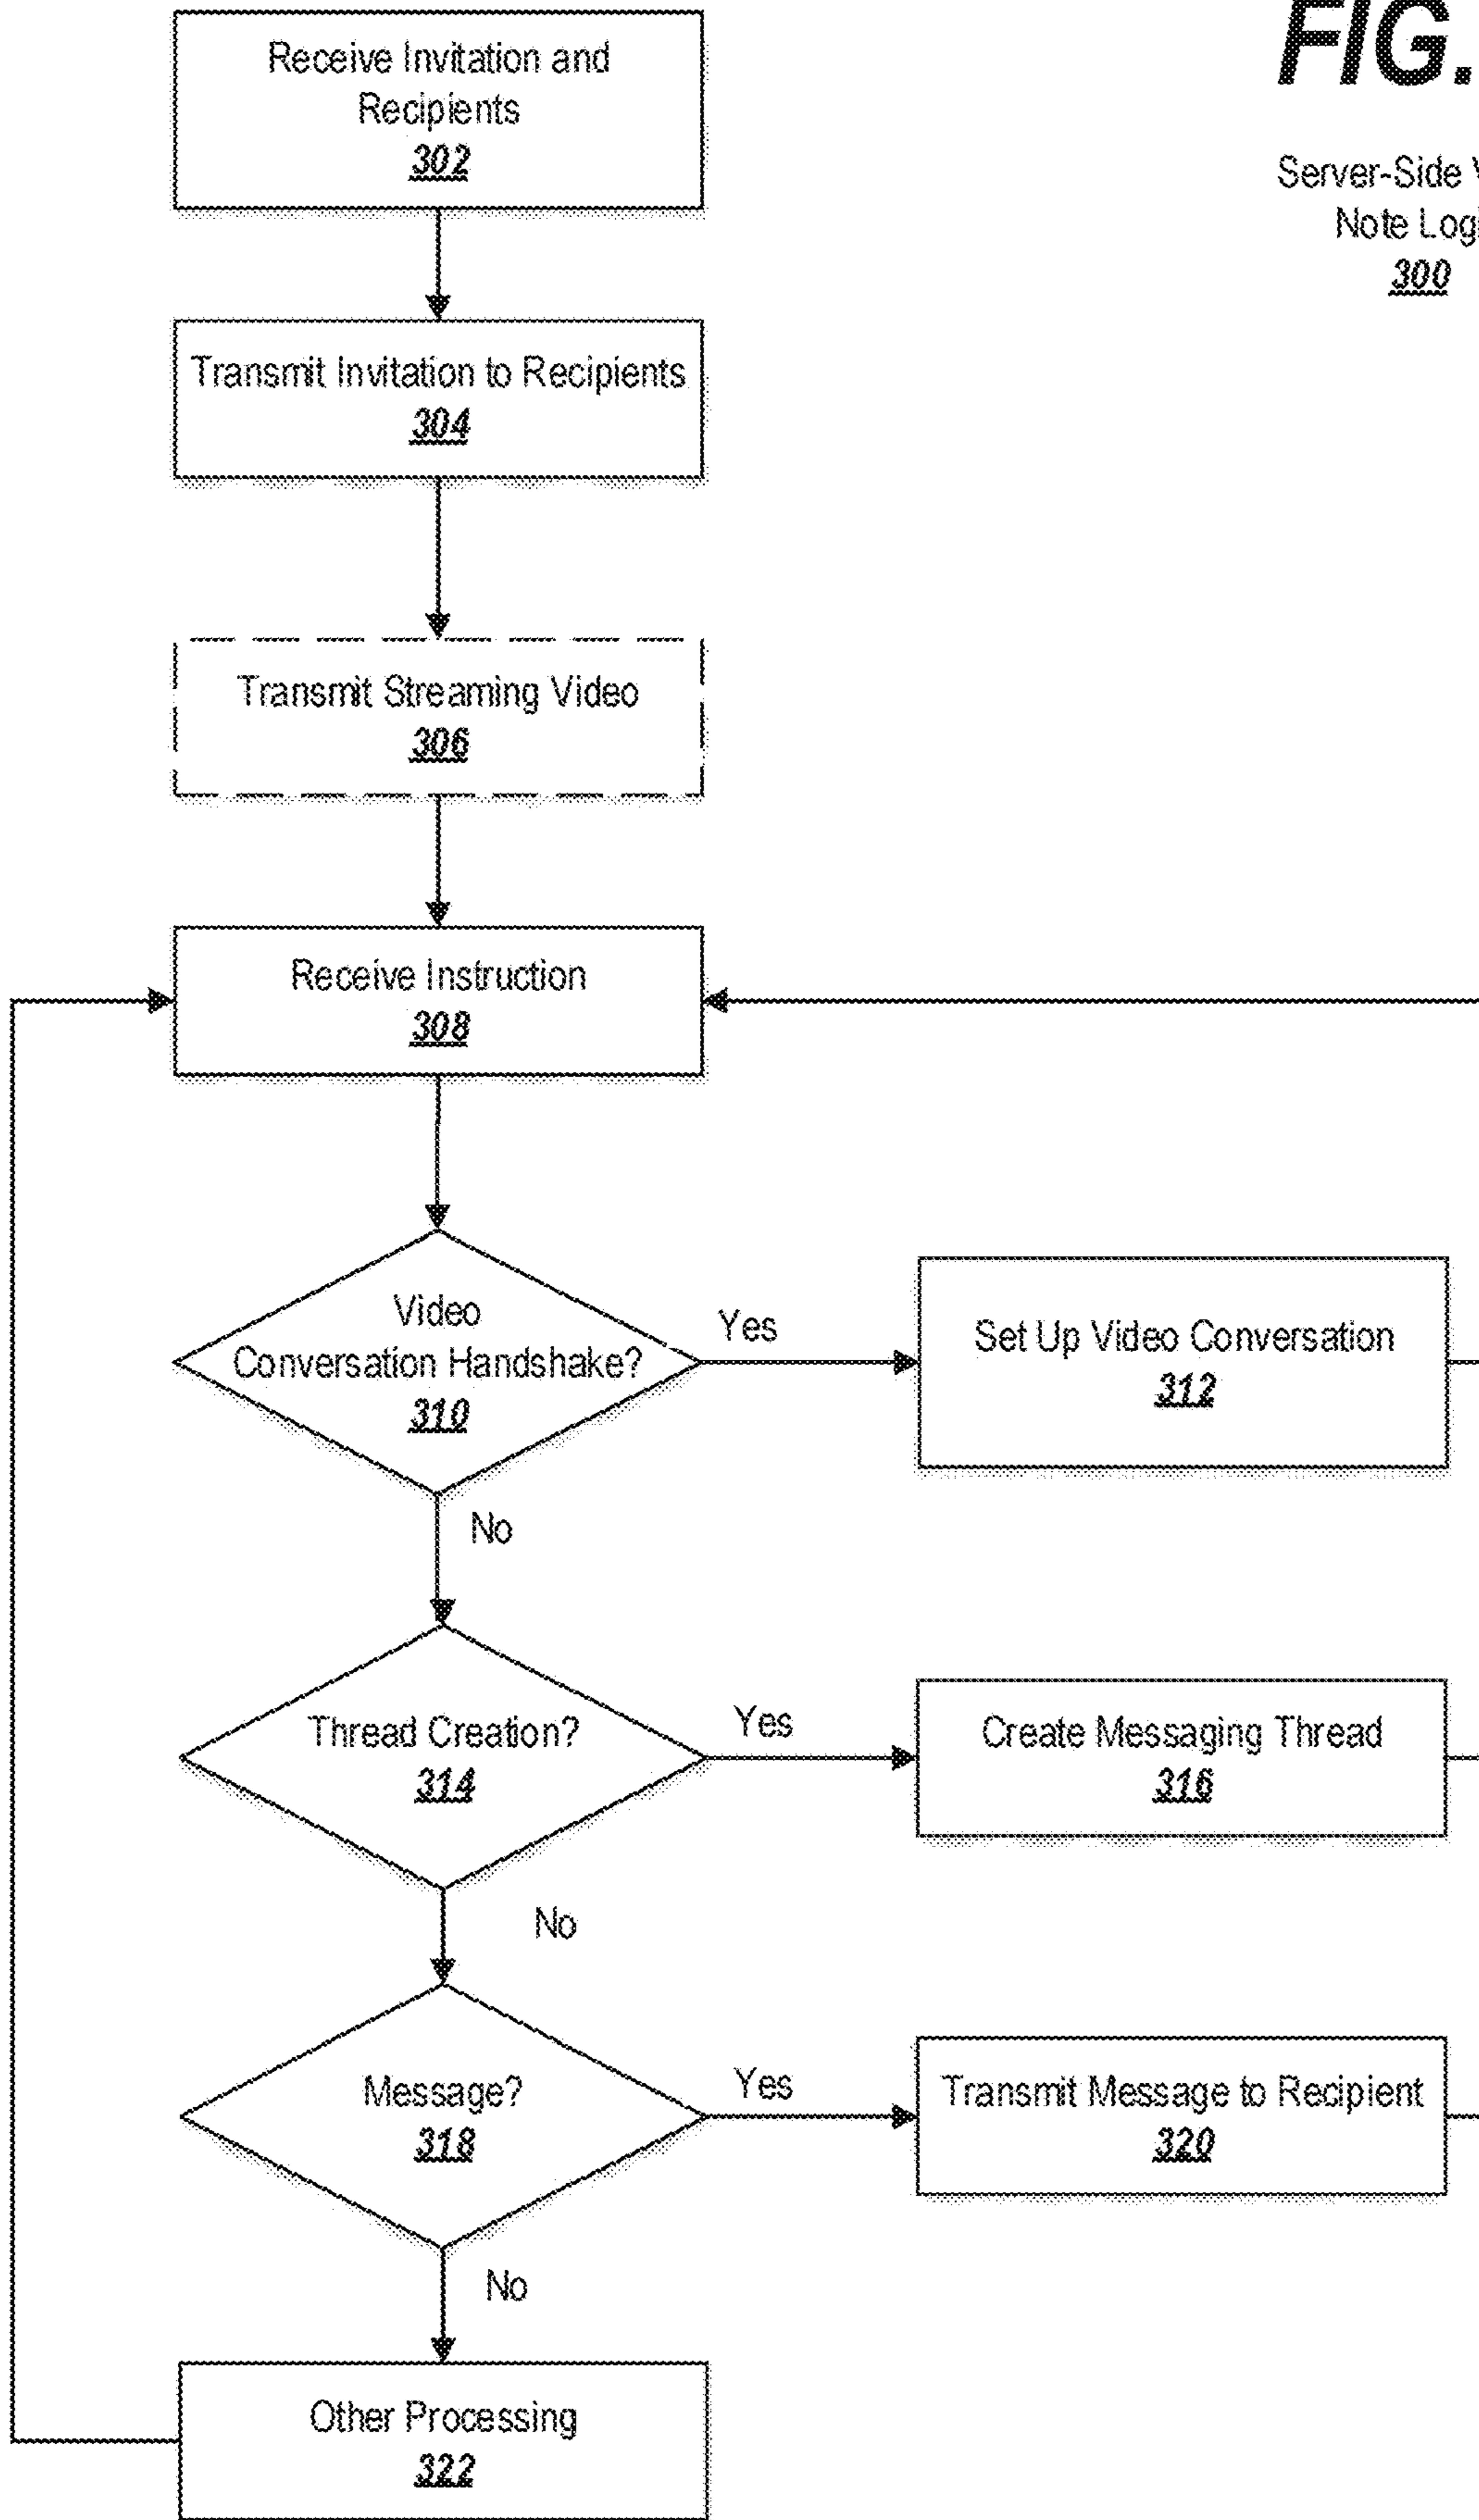 Receive Invitation and
Recipients
302
FIG.
Server-Side
Note
300
Transmit Invitation to Recipients
304
Transmit Streaming Video
306
Receive Instruction
308
Video
Conversation Handshake?
310
Yes
Set Up Video Conversation
312
No
Thread Creation?
314
Yes
Create Messaging Thread
316
No
Message?
318
Yes
Transmit Message to Recipient
320
No
Other Processing
322